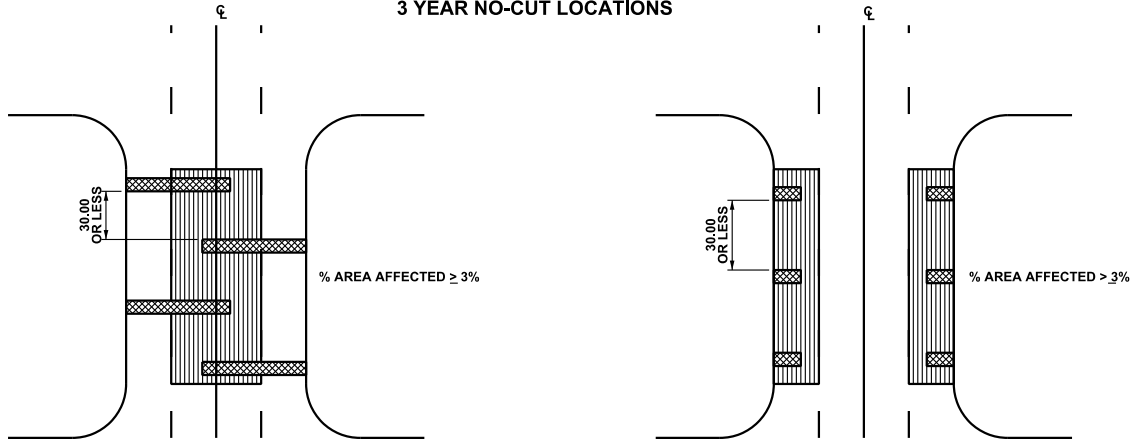 3 YEAR NO-CUT LOCATIONS
℄
℄
30.00
OR LESS
% AREA AFFECTED ≥ 3%
30.00
OR LESS
% AREA AFFECTED ≥ 3%